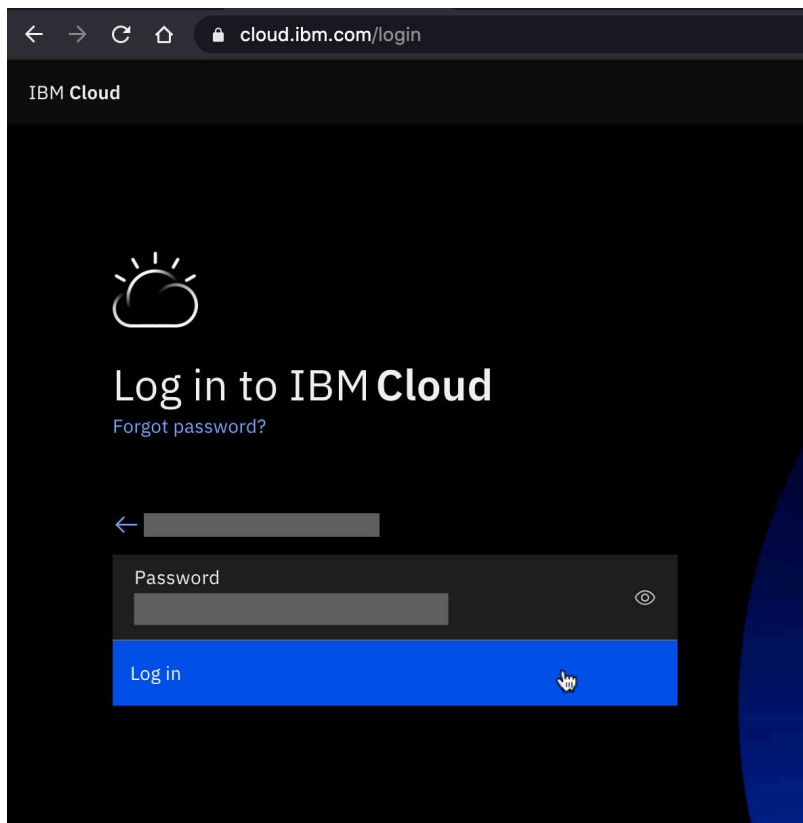 cloud.ibm.com/login
IBM Cloud
Log in to IBM Cloud
Forgot password?
Password
Log in